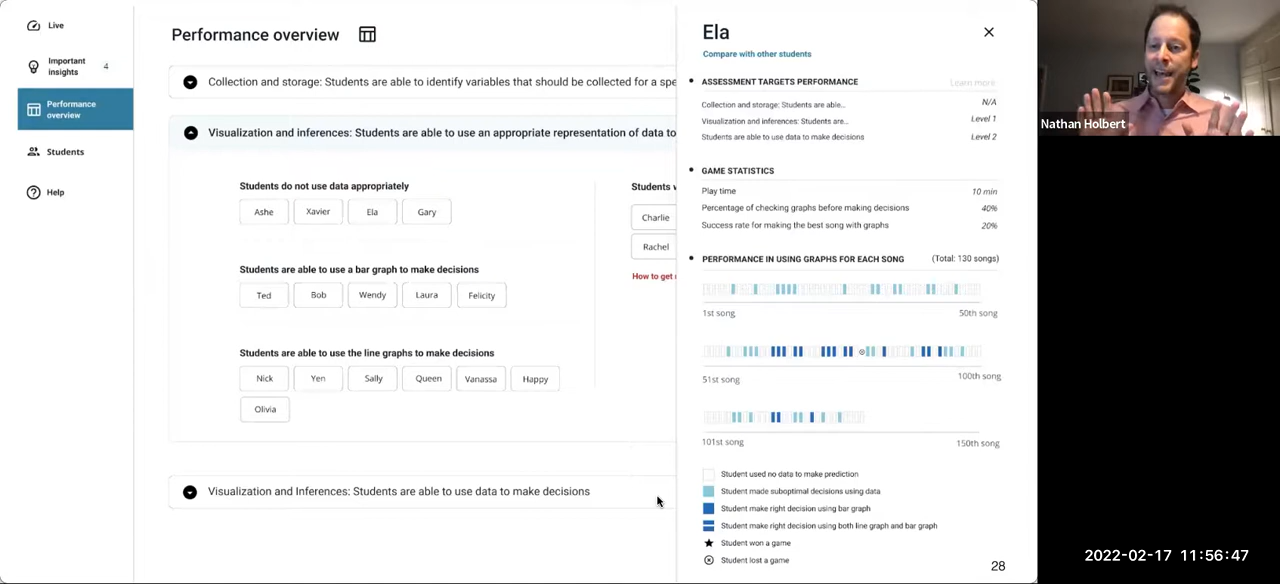 Live
Important
insights
4
Performance
overview
Students
Help
Performance overview
Collection and storage: Students are able to identify variables that should be collected for a spe
Visualization and inferences: Students are able to use an appropriate representation of data to
Students do not use data appropriately
Ashe Xavier Ela Gary
Students are able to use a bar graph to make decisions
Ted Bob Wendy Laura Felicity
Students are able to use the line graphs to make decisions
Nick Yen Sally Queen Vanassa Happy
Olivia
Students v
Charlie
Rachel
How to get
Visualization and Inferences: Students are able to use data to make decisions
Ela
Compare with other students
ASSESSMENT TARGETS PERFORMANCE Learn more
Collection and storage: Students are able... N/A
Visualization and inferences: Students are... Level 1
Students are able to use data to make decisions Level 2
GAME STATISTICS
Play time 10 min
Percentage of checking graphs before making decisions 40%
Success rate for making the best song with graphs 20%
PERFORMANCE IN USING GRAPHS FOR EACH SONG (Total: 130 songs)
1st song 50th song
51st song 100th song
101st song 150th song
Student used no data to make prediction
Student made suboptimal decisions using data
Student make right decision using bar graph
Student make right decision using both line graph and bar graph
Student won a game
Student lost a game
28
Nathan Holbert
2022-02-17 11:56:47